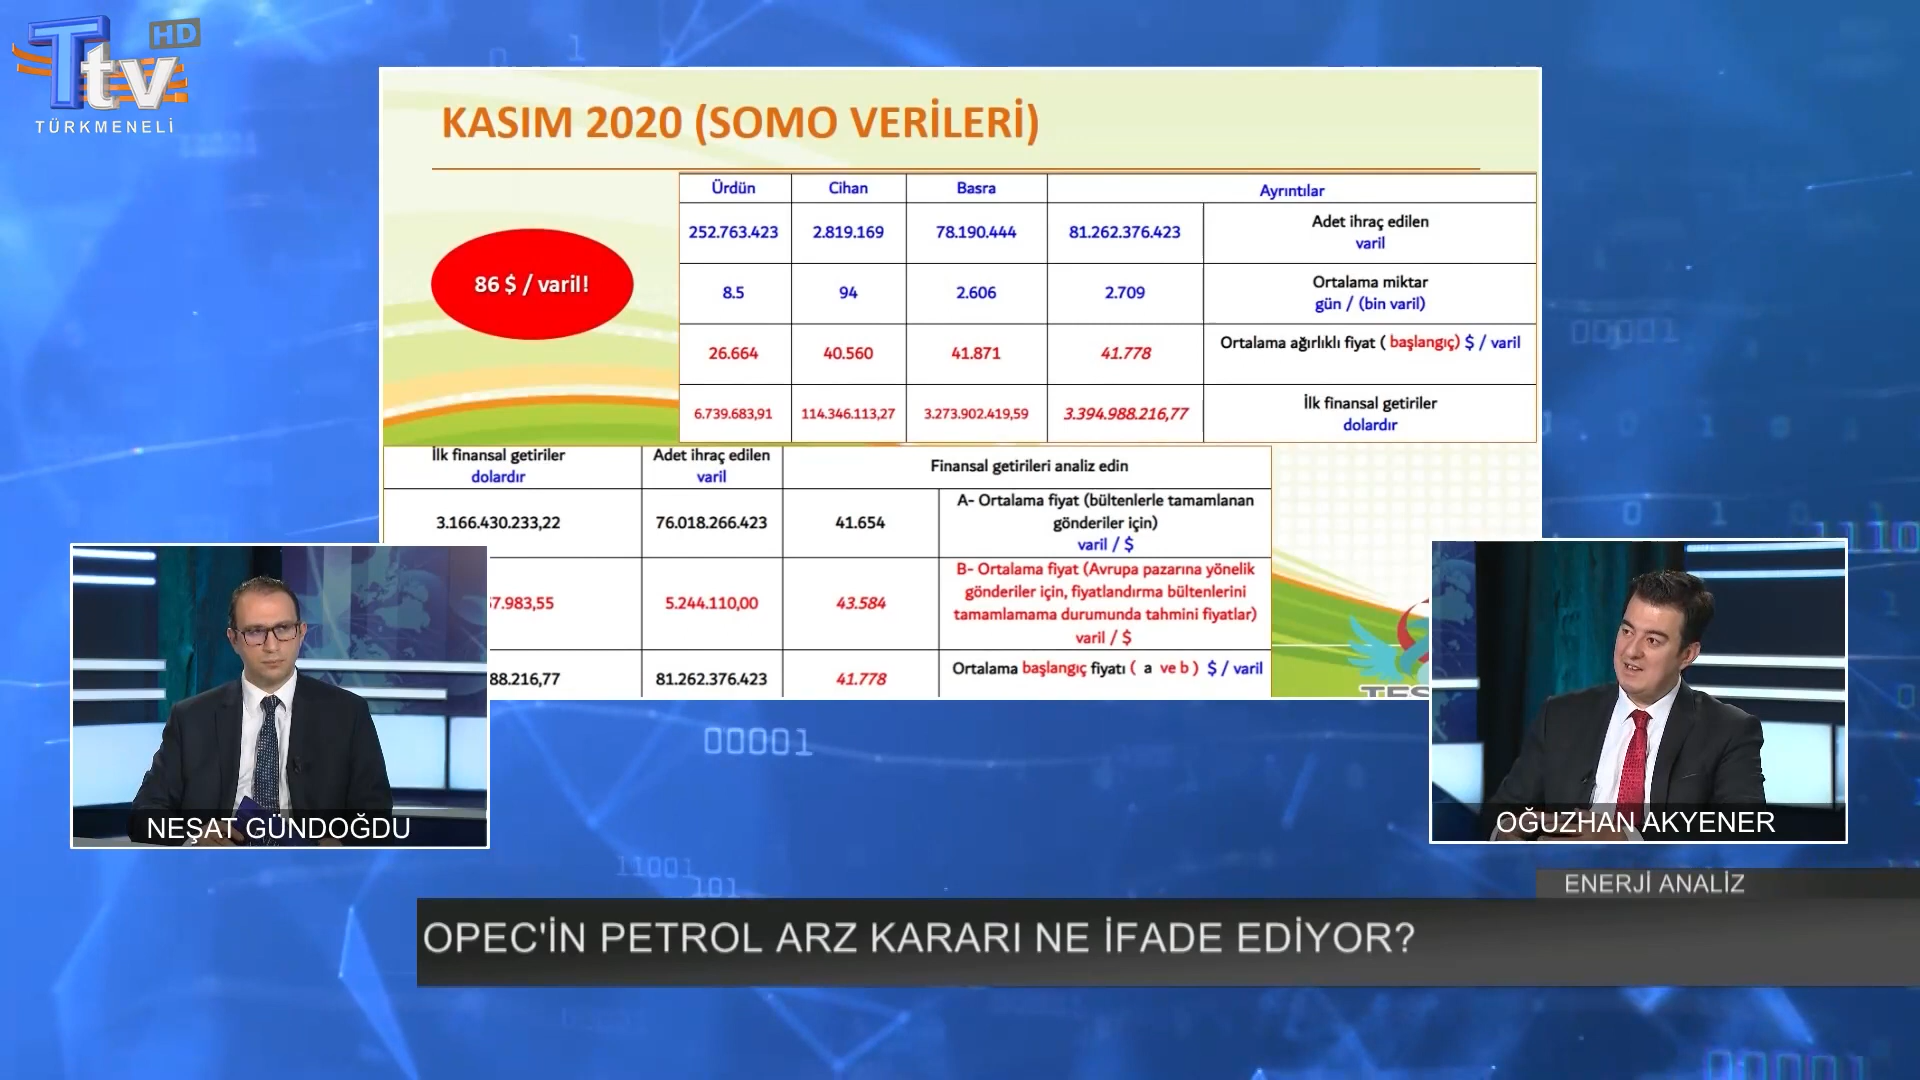 HD
Ttv
TÜRKMENELİ
KASIM 2020 (SOMO VERİLERİ)
86 $ / varil!
Ürdün Cihan Basra Ayrıntılar
252.763.423 2.819.169 78.190.444 81.262.376.423 Adet ihraç edilen
varil
8.5 94 2.606 2.709 Ortalama miktar
gün / (bin varil)
26.664 40.560 41.871 41.778 Ortalama ağırlıklı fiyat ( başlangıç) $ / varil
6.739.683,91 114.346.113,27 3.273.902.419,59 3.394.988.216,77 İlk finansal getiriler
dolardır
İlk finansal getiriler Adet ihraç edilen Finansal getirileri analiz edin
dolardır varil
3.166.430.233,22 76.018.266.423 41.654 A- Ortalama fiyat (bültenlerle tamamlanan
gönderiler için)
varil / $
7.983,55 5.244.110,00 43.584 B- Ortalama fiyat (Avrupa pazarına yönelik
gönderiler için, fiyatlandırma bültenlerini
tamamlamama durumunda tahmini fiyatlar)
varil / $
88.216,77 81.262.376.423 41.778 Ortalama başlangıç fiyatı ( a ve b ) $ / varil
NEŞAT GÜNDOĞDU
OĞUZHAN AKYENER
ENERJİ ANALİZ
OPEC'İN PETROL ARZ KARARI NE İFADE EDİYOR?
00001
11001
101